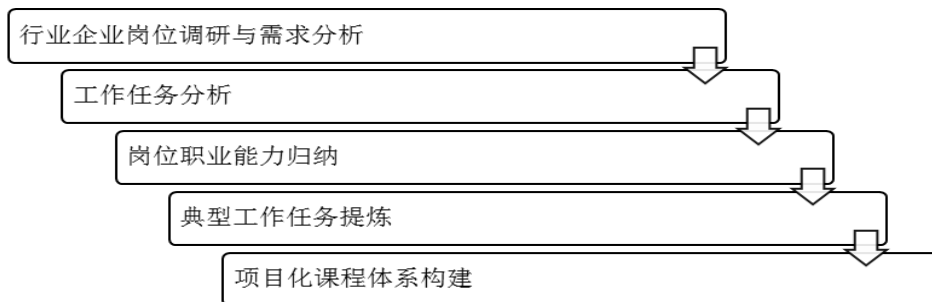 行业企业岗位调研与需求分析
工作任务分析
岗位职业能力归纳
典型工作任务提炼
项目化课程体系构建